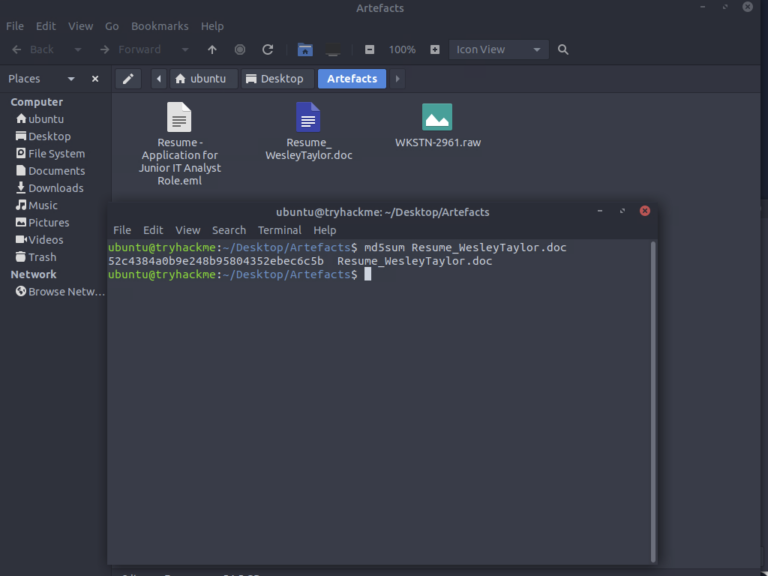 Artefacts
File Edit View Go Bookmarks Help
Back Forward 100% Icon View
Places ubuntu Desktop Artefacts
Computer
ubuntu
Desktop
File System
Documents
Downloads
Music
Pictures
Videos
Trash
Network
Browse Netw...
Resume -
Application for
Junior IT Analyst
Role.eml
Resume_
WesleyTaylor.doc
WKSTN-2961.raw
ubuntu@tryhackme: ~/Desktop/Artefacts
File Edit View Search Terminal Help
ubuntu@tryhackme:~/Desktop/Artefacts$ md5sum Resume_WesleyTaylor.doc
52c4384a0b9e248b95804352ebec6c5b  Resume_WesleyTaylor.doc
ubuntu@tryhackme:~/Desktop/Artefacts$